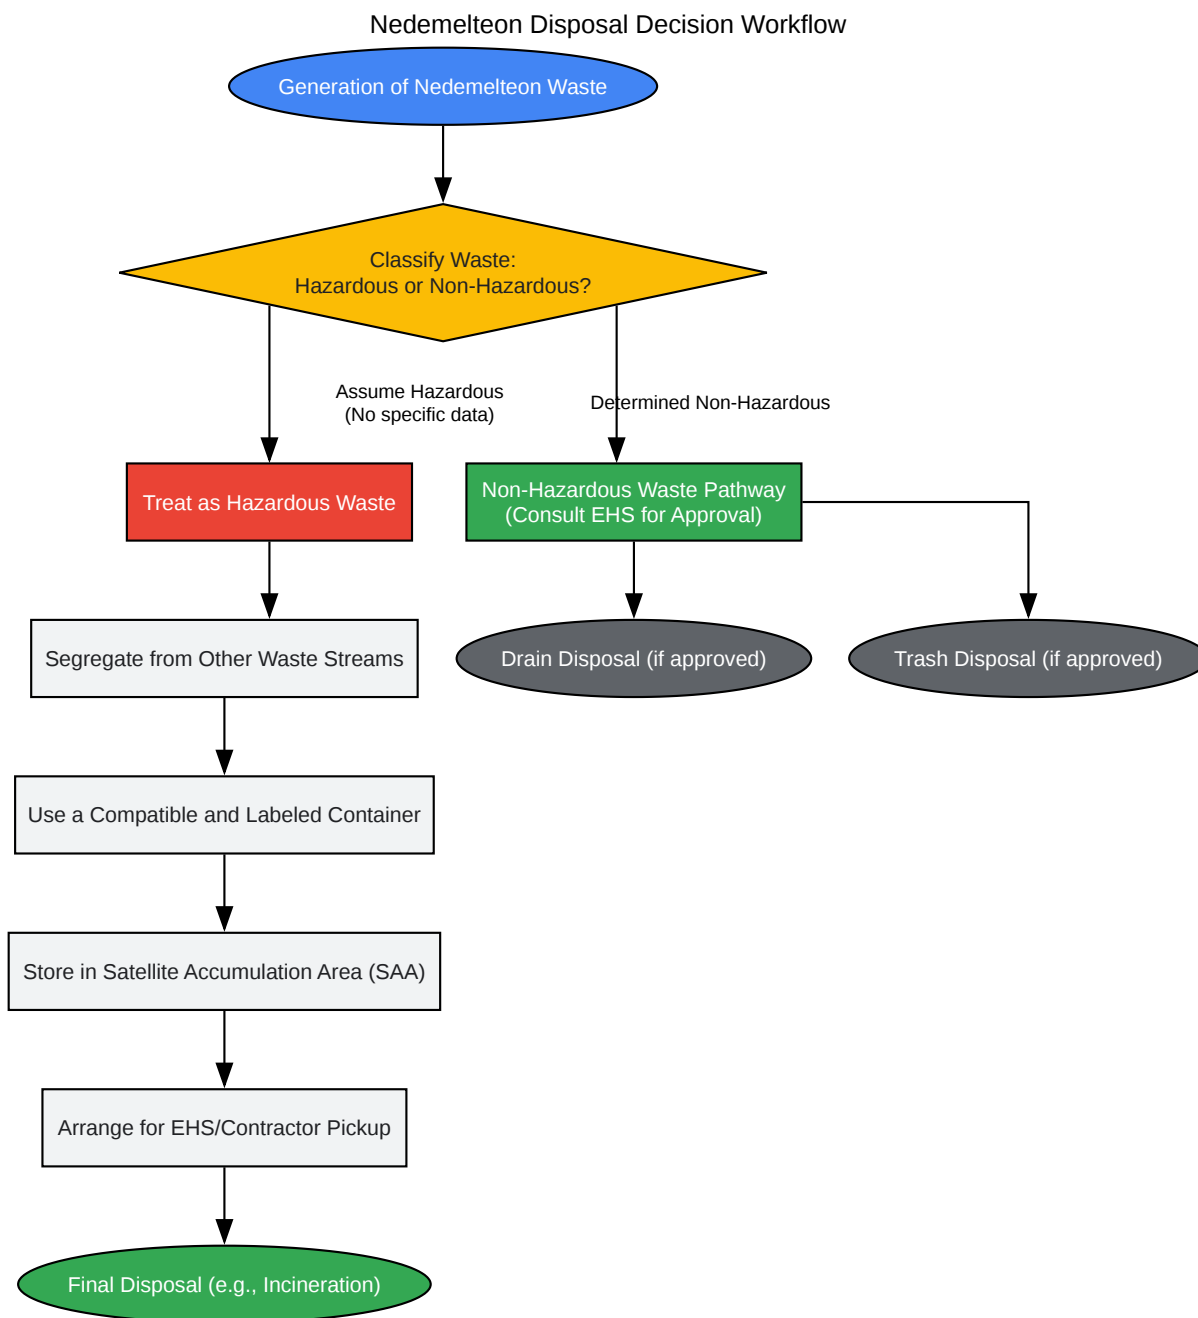 Nedemelteon Disposal Decision Workflow
Generation of Nedemelteon Waste
Classify Waste:
Hazardous or Non-Hazardous?
Assume Hazardous
(No specific data)
Determined Non-Hazardous
Treat as Hazardous Waste
Non-Hazardous Waste Pathway
(Consult EHS for Approval)
Segregate from Other Waste Streams
Drain Disposal (if approved)
Trash Disposal (if approved)
Use a Compatible and Labeled Container
Store in Satellite Accumulation Area (SAA)
Arrange for EHS/Contractor Pickup
Final Disposal (e.g., Incineration)